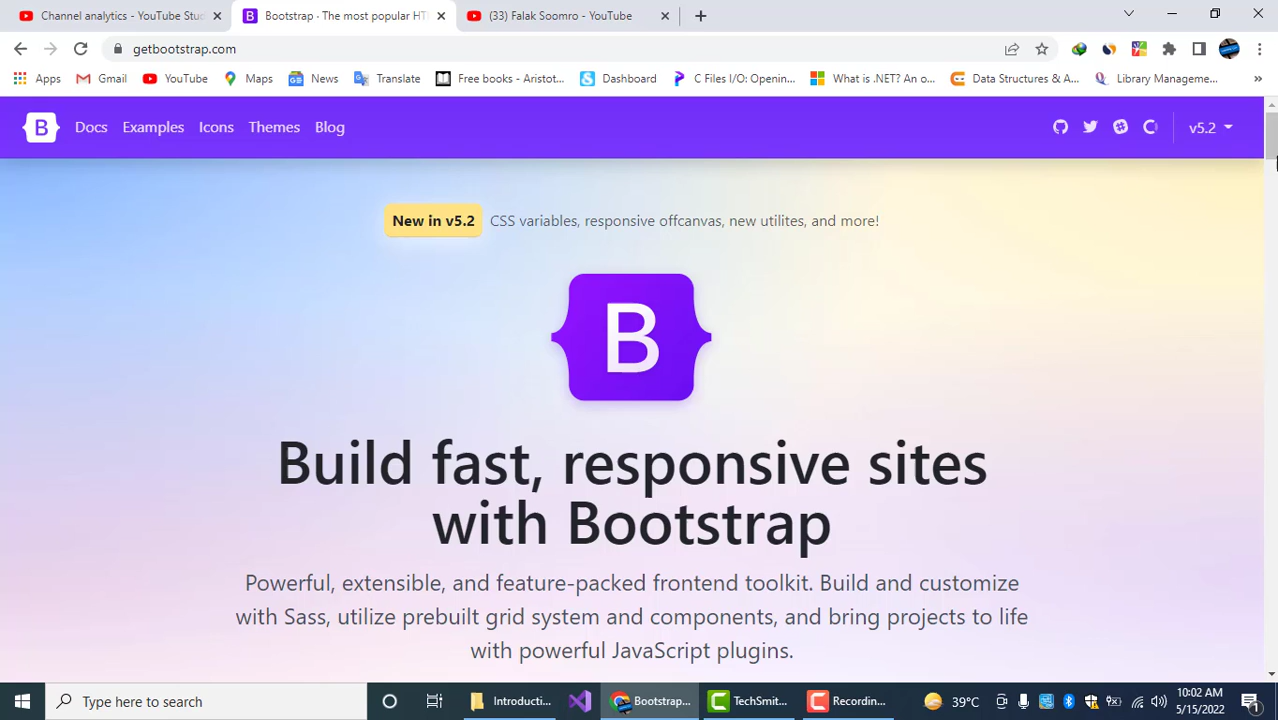 Channel analytics - YouTube Stu
Bootstrap · The most popular HT
(33) Falak Soomro - YouTube
getbootstrap.com
Apps
Gmail
YouTube
Maps
News
Translate
Free books - Aristot...
Dashboard
C Files I/O: Openin...
What is .NET? An o...
Data Structures & A...
Library Manageme...
B
Docs
Examples
Icons
Themes
Blog
v5.2
New in v5.2
CSS variables, responsive offcanvas, new utilites, and more!
B
Build fast, responsive sites
with Bootstrap
Powerful, extensible, and feature-packed frontend toolkit. Build and customize
with Sass, utilize prebuilt grid system and components, and bring projects to life
with powerful JavaScript plugins.
Type here to search
Introducti...
Bootstrap...
TechSmit...
Recording...
39°C
10:02 AM
5/15/2022
1